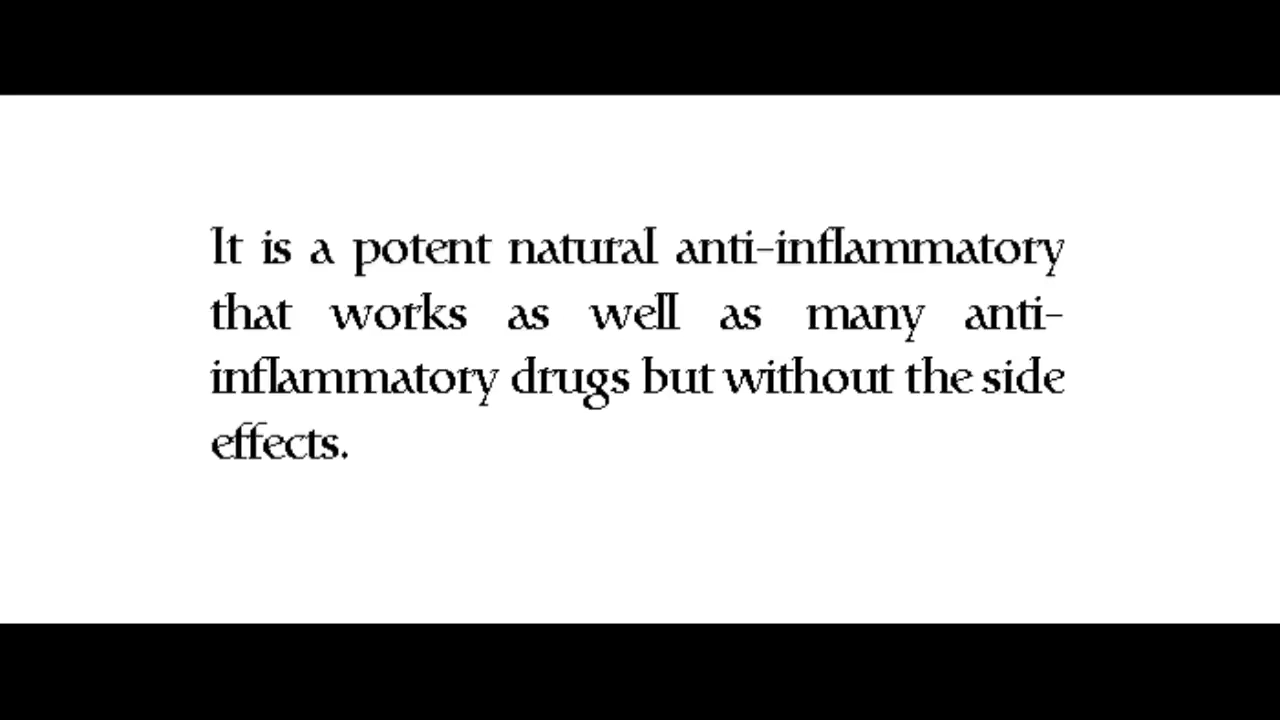 It is a potent natural anti-inflammatory
that works as well as many anti-
inflammatory drugs but without the side
effects.